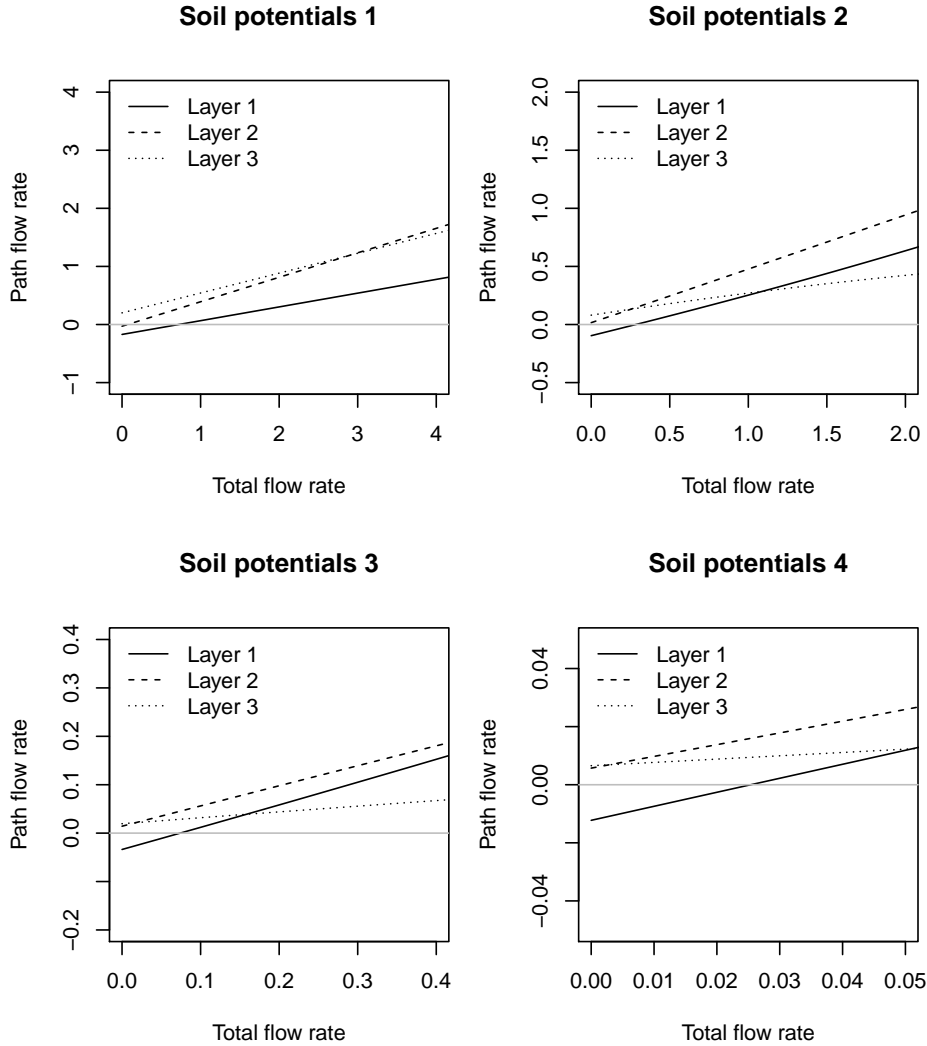 Soil potentials 1
Path flow rate
4
3
2
1
0
−1
Layer 1
Layer 2
Layer 3
0 1 2 3 4
Total flow rate
Soil potentials 2
Path flow rate
2.0
1.5
1.0
0.5
0.0
−0.5
Layer 1
Layer 2
Layer 3
0.0 0.5 1.0 1.5 2.0
Total flow rate
Soil potentials 3
Path flow rate
0.4
0.3
0.2
0.1
0.0
−0.2
Layer 1
Layer 2
Layer 3
0.0 0.1 0.2 0.3 0.4
Total flow rate
Soil potentials 4
Path flow rate
0.04
0.00
−0.04
Layer 1
Layer 2
Layer 3
0.00 0.01 0.02 0.03 0.04 0.05
Total flow rate